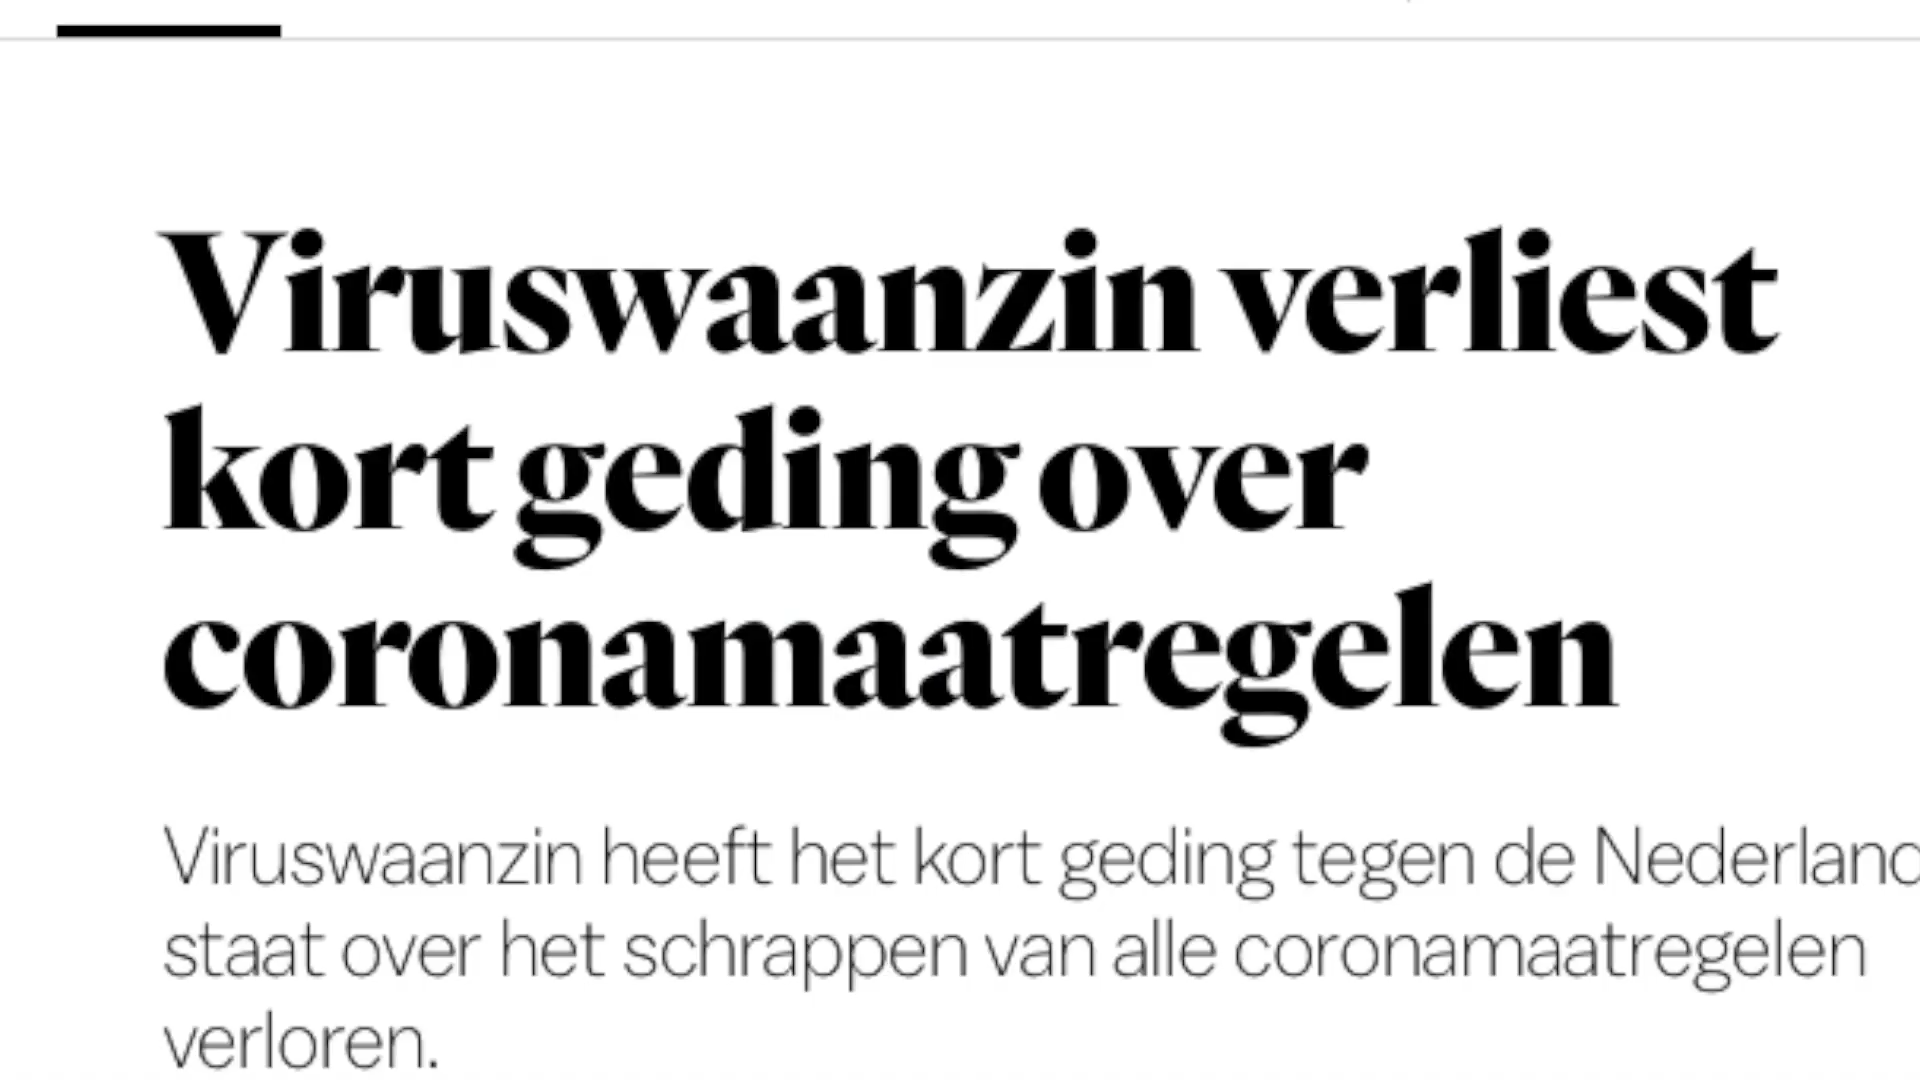 Viruswaanzin verliest
kort geding over
coronamaatregelen
Viruswaanzin heeft het kort geding tegen de Nederland
staat over het schrappen van alle coronamaatregelen
verloren.